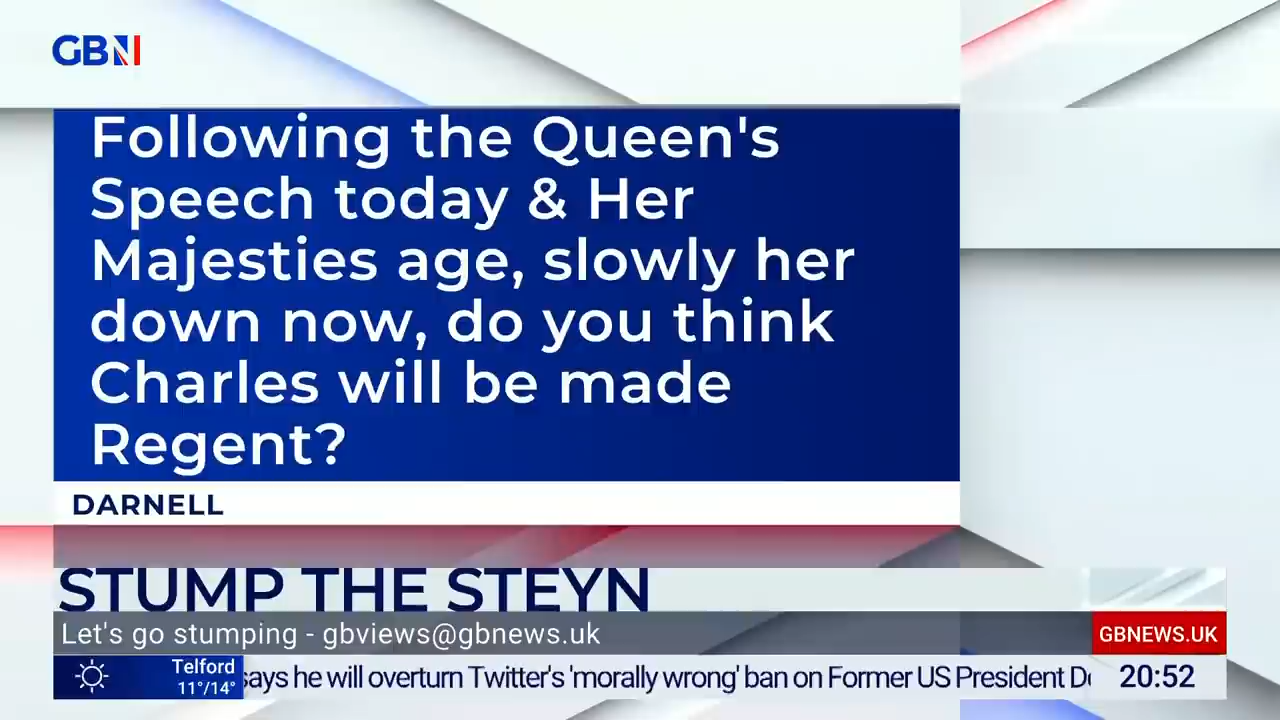 GBN
Following the Queen's
Speech today & Her
Majesties age, slowly her
down now, do you think
Charles will be made
Regent?
DARNELL
STUMP THE STEYN
Let's go stumping - gbviews@gbnews.uk
GBNEWS.UK
Telford
11°/14°
says he will overturn Twitter's 'morally wrong' ban on Former US President
20:52